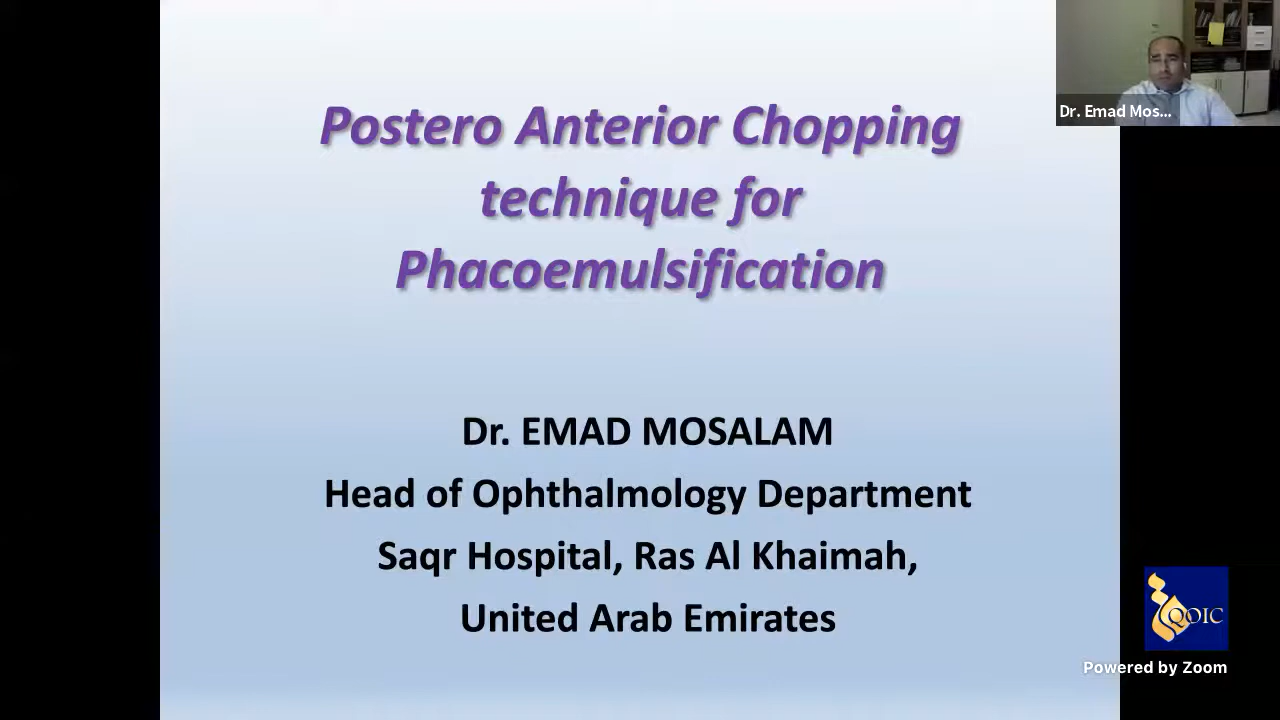 Postero Anterior Chopping
technique for
Phacoemulsification
Dr. Emad Mos...
Dr. EMAD MOSALAM
Head of Ophthalmology Department
Saqr Hospital, Ras Al Khaimah,
United Arab Emirates
QOIC
Powered by Zoom